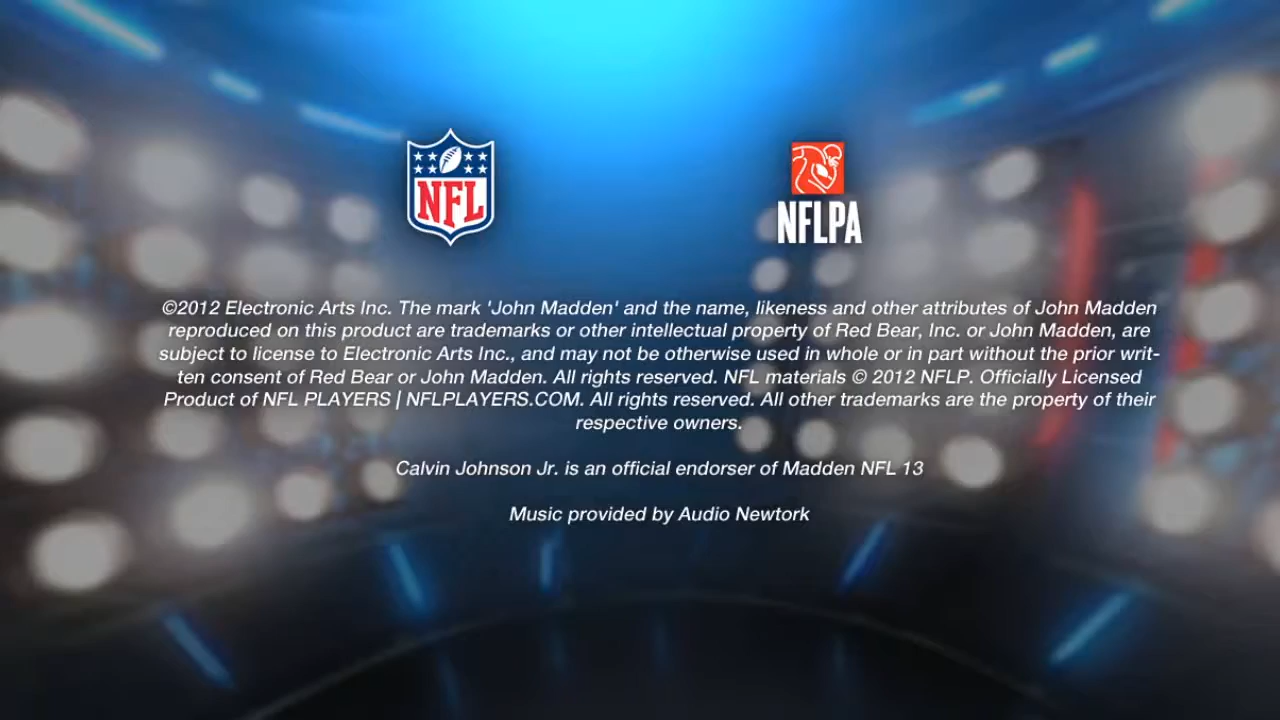 NFL
NFLPA
©2012 Electronic Arts Inc. The mark 'John Madden' and the name, likeness and other attributes of John Madden
reproduced on this product are trademarks or other intellectual property of Red Bear, Inc. or John Madden, are
subject to license to Electronic Arts Inc., and may not be otherwise used in whole or in part without the prior writ-
ten consent of Red Bear or John Madden. All rights reserved. NFL materials © 2012 NFLP. Officially Licensed
Product of NFL PLAYERS | NFLPLAYERS.COM. All rights reserved. All other trademarks are the property of their
respective owners.
Calvin Johnson Jr. is an official endorser of Madden NFL 13
Music provided by Audio Newtork